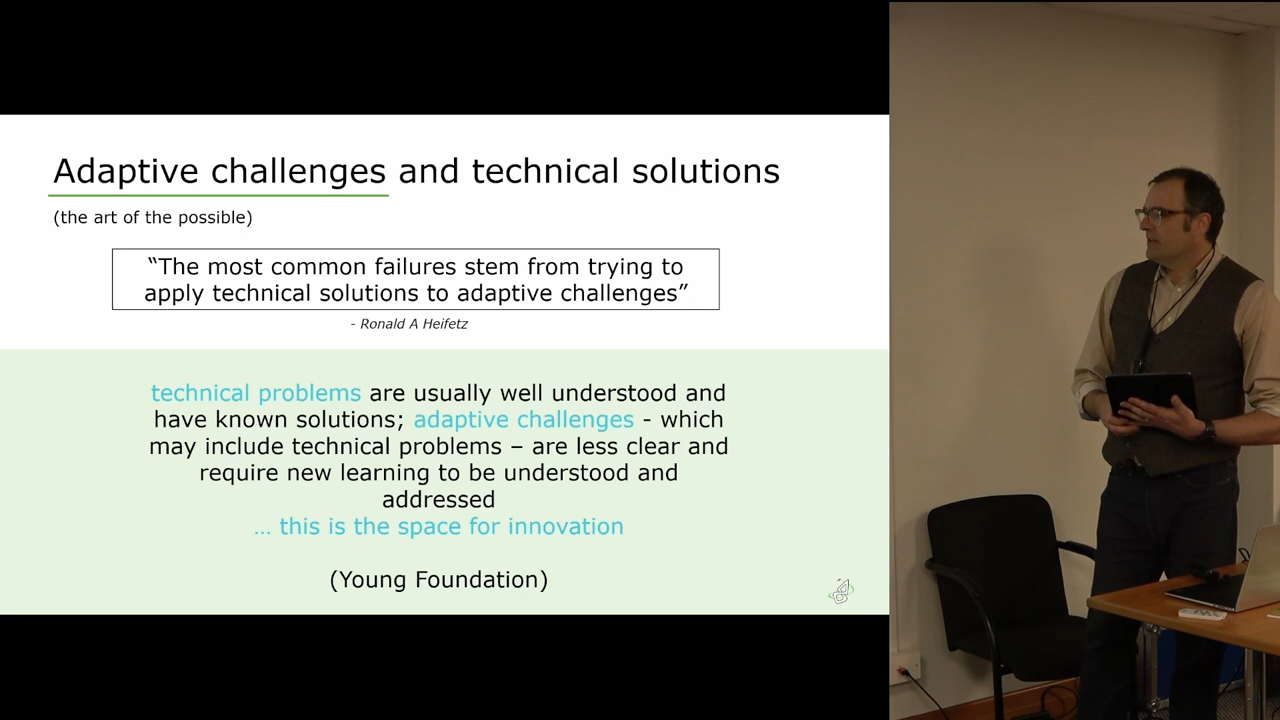 Adaptive challenges and technical solutions
(the art of the possible)
“The most common failures stem from trying to
apply technical solutions to adaptive challenges”
- Ronald A Heifetz
technical problems are usually well understood and
have known solutions; adaptive challenges - which
may include technical problems – are less clear and
require new learning to be understood and
addressed
… this is the space for innovation
(Young Foundation)